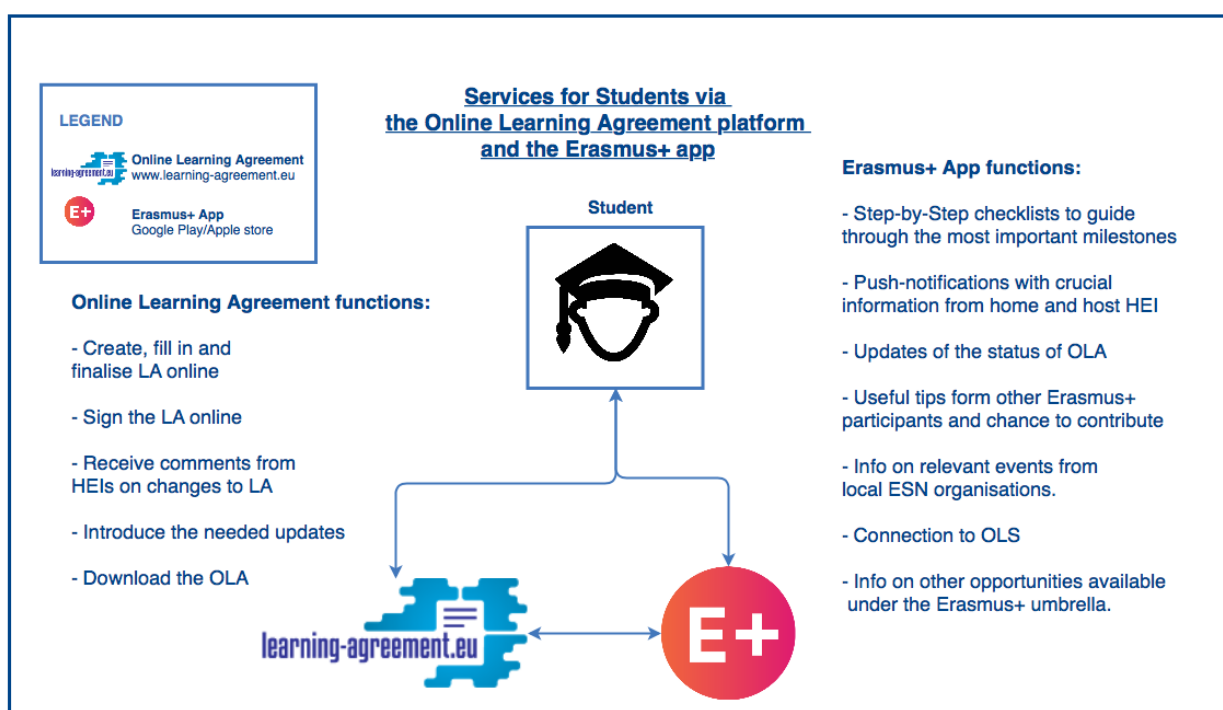 Services for Students via
the Online Learning Agreement platform
and the Erasmus+ app
LEGEND
learning-agreement.eu
Online Learning Agreement
www.learning-agreement.eu
E+
Erasmus+ App
Google Play/Apple store
Online Learning Agreement functions:
- Create, fill in and
finalise LA online
- Sign the LA online
- Receive comments from
HEIs on changes to LA
- Introduce the needed updates
- Download the OLA
Student
learning-agreement.eu
E+
Erasmus+ App functions:
- Step-by-Step checklists to guide
through the most important milestones
- Push-notifications with crucial
information from home and host HEI
- Updates of the status of OLA
- Useful tips form other Erasmus+
participants and chance to contribute
- Info on relevant events from
local ESN organisations.
- Connection to OLS
- Info on other opportunities available
under the Erasmus+ umbrella.